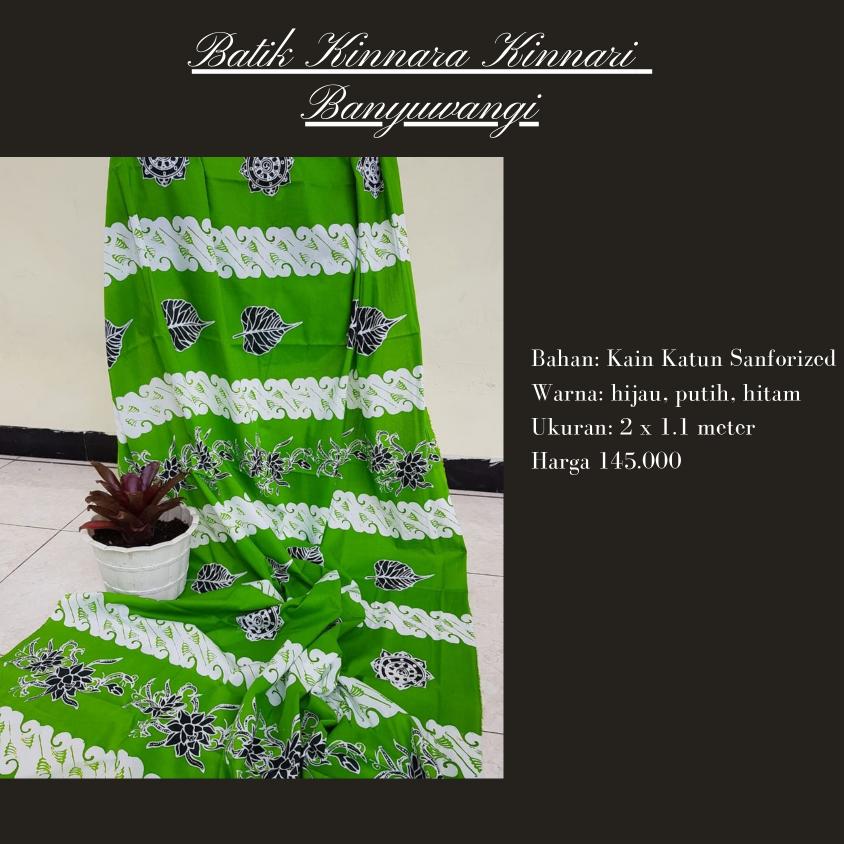 Batik Kinnara Kinnari
Banyuwangi
Bahan: Kain Katun Sanforized
Warna: hijau, putih, hitam
Ukuran: 2 x 1.1 meter
Harga 145.000